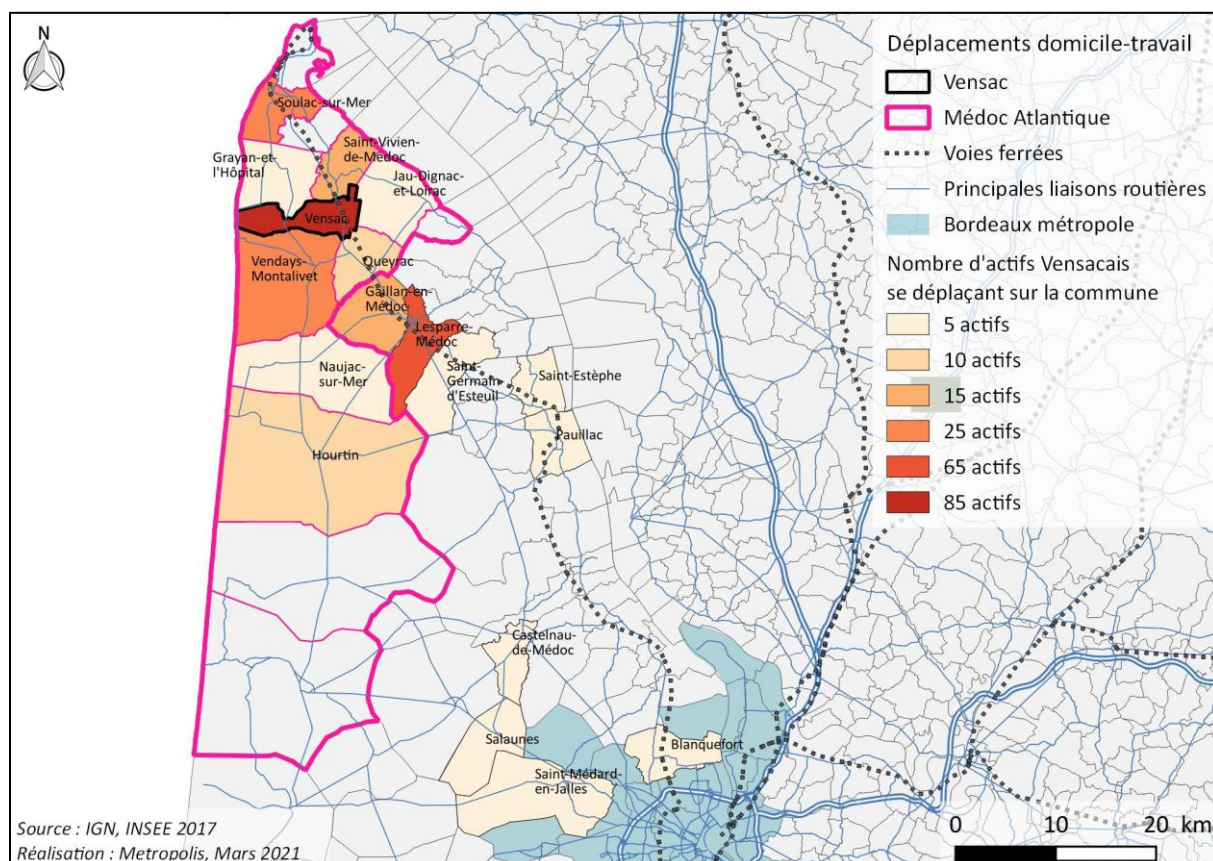 N
Soulac-sur-Mer
Saint-Vivien-
de-Médoc
Grayan-et-
l'Hôpital
Jau-Dignac-
et-Loirac
Vensac
Vendays-
Montalivet
Queyrac
Gaillan-en-
Médoc
Lesparre-
Médoc
Naujac-
sur-Mer
Saint-
Germain
d'Esteuil
Saint-Estèphe
Pauillac
Hourtin
Castelnau-
de-Médoc
Salaunes
Blanquefort
Saint-Médard-
en-Jalles
Déplacements domicile-travail
Vensac
Médoc Atlantique
Voies ferrées
Principales liaisons routières
Bordeaux métropole
Nombre d'actifs Vensacais
se déplaçant sur la commune
5 actifs
10 actifs
15 actifs
25 actifs
65 actifs
85 actifs
Source : IGN, INSEE 2017
Réalisation : Metropolis, Mars 2021
0 10 20 km